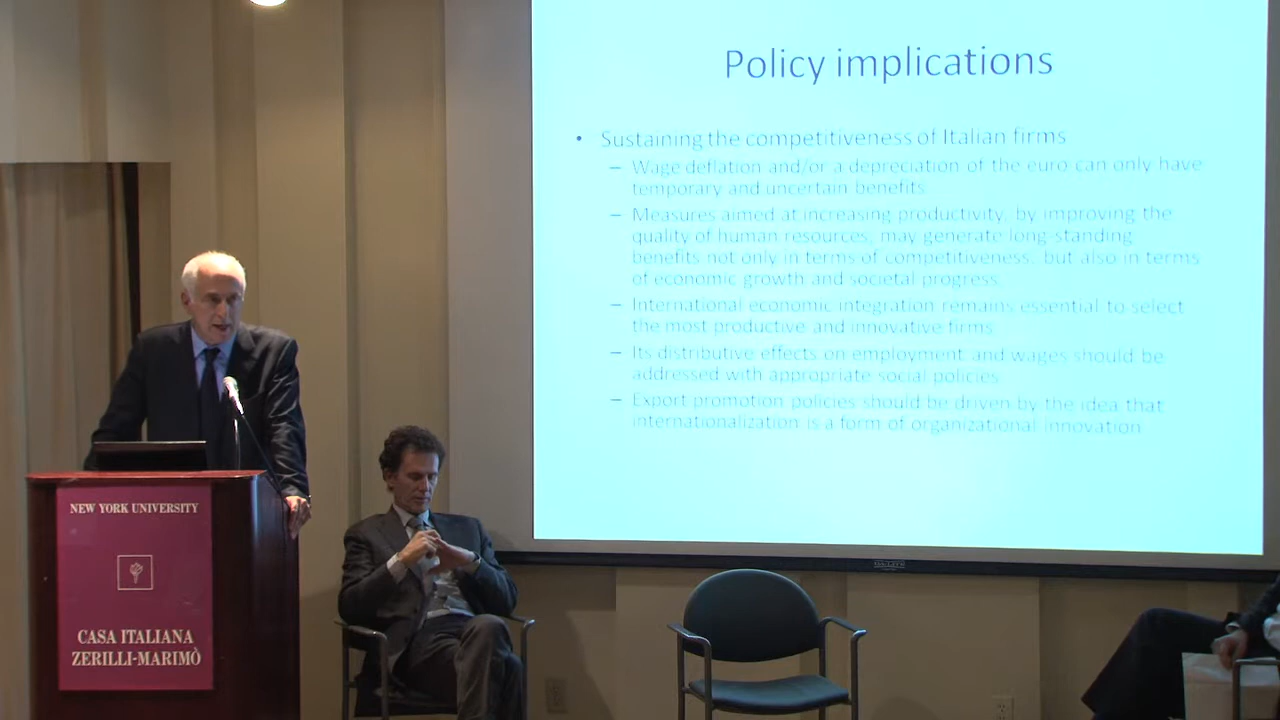 Policy implications
• Sustaining the competitiveness of Italian firms
– Wage deflation and/or a depreciation of the euro can only have
temporary and uncertain benefits.
– Measures aimed at increasing productivity, by improving the
quality of human resources, may generate long-standing
benefits not only in terms of competitiveness, but also in terms
of economic growth and societal progress.
– International economic integration remains essential to select
the most productive and innovative firms.
– Its distributive effects on employment and wages should be
addressed with appropriate social policies.
– Export promotion policies should be driven by the idea that
internationalization is a form of organizational innovation.
NEW YORK UNIVERSITY
CASA ITALIANA
ZERILLI-MARIMÒ